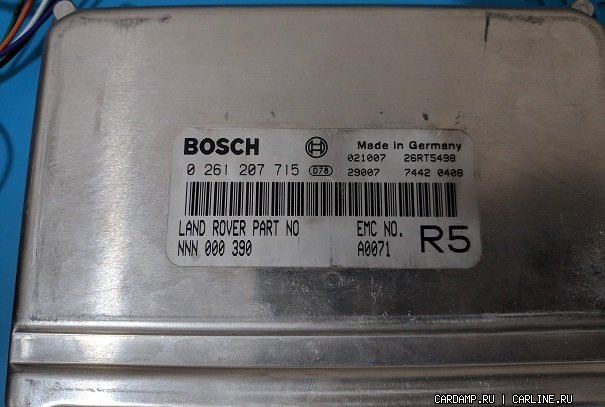 BOSCH Made in Germany
021007 26RT5498
0 261 207 715 078 29007 7442 0408
LAND ROVER PART NO EMC NO. R5
NNN 000 390 A0071
CARDAMP.RU | CARLINE.RU